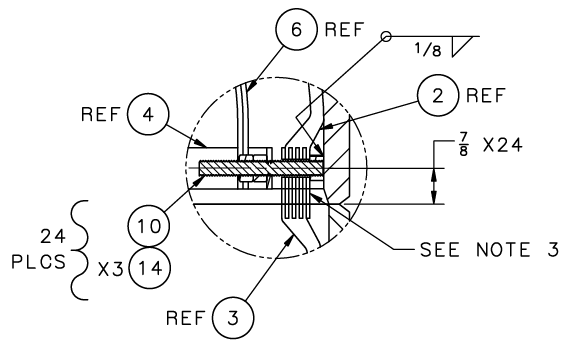 6 REF
1/8
REF 4
2 REF
7/8 X24
10
24 PLCS
X3 14
SEE NOTE 3
REF 3